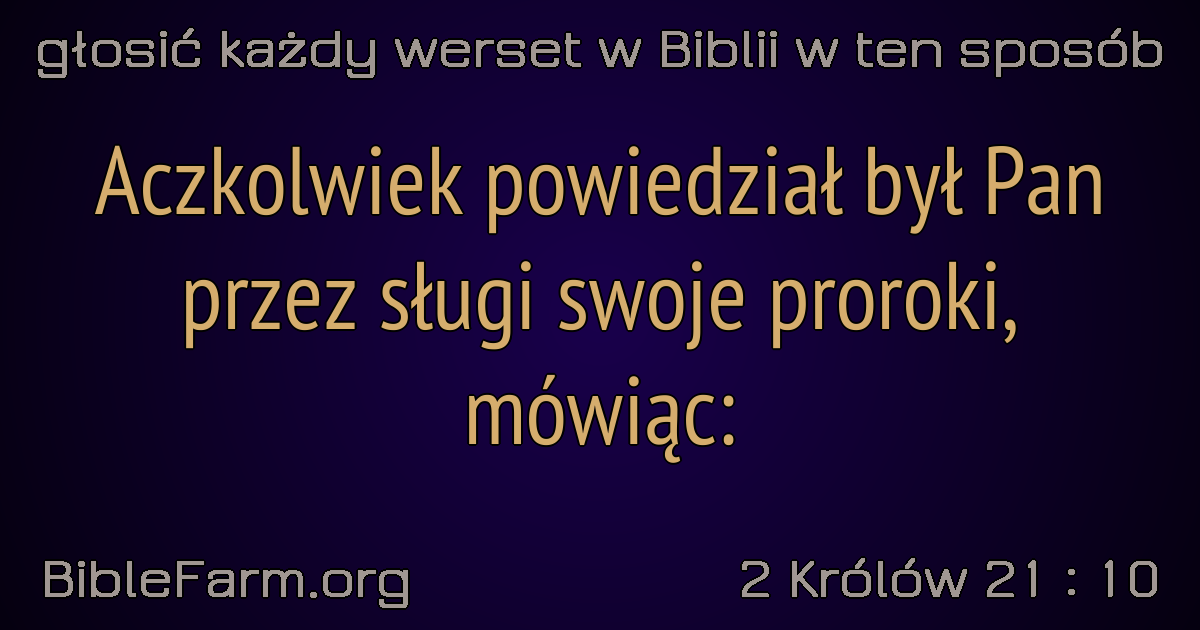 głosić każdy werset w Biblii w ten sposób
Aczkolwiek powiedział był Pan
przez sługi swoje proroki,
mówiąc:
BibleFarm.org
2 Królów 21 : 10